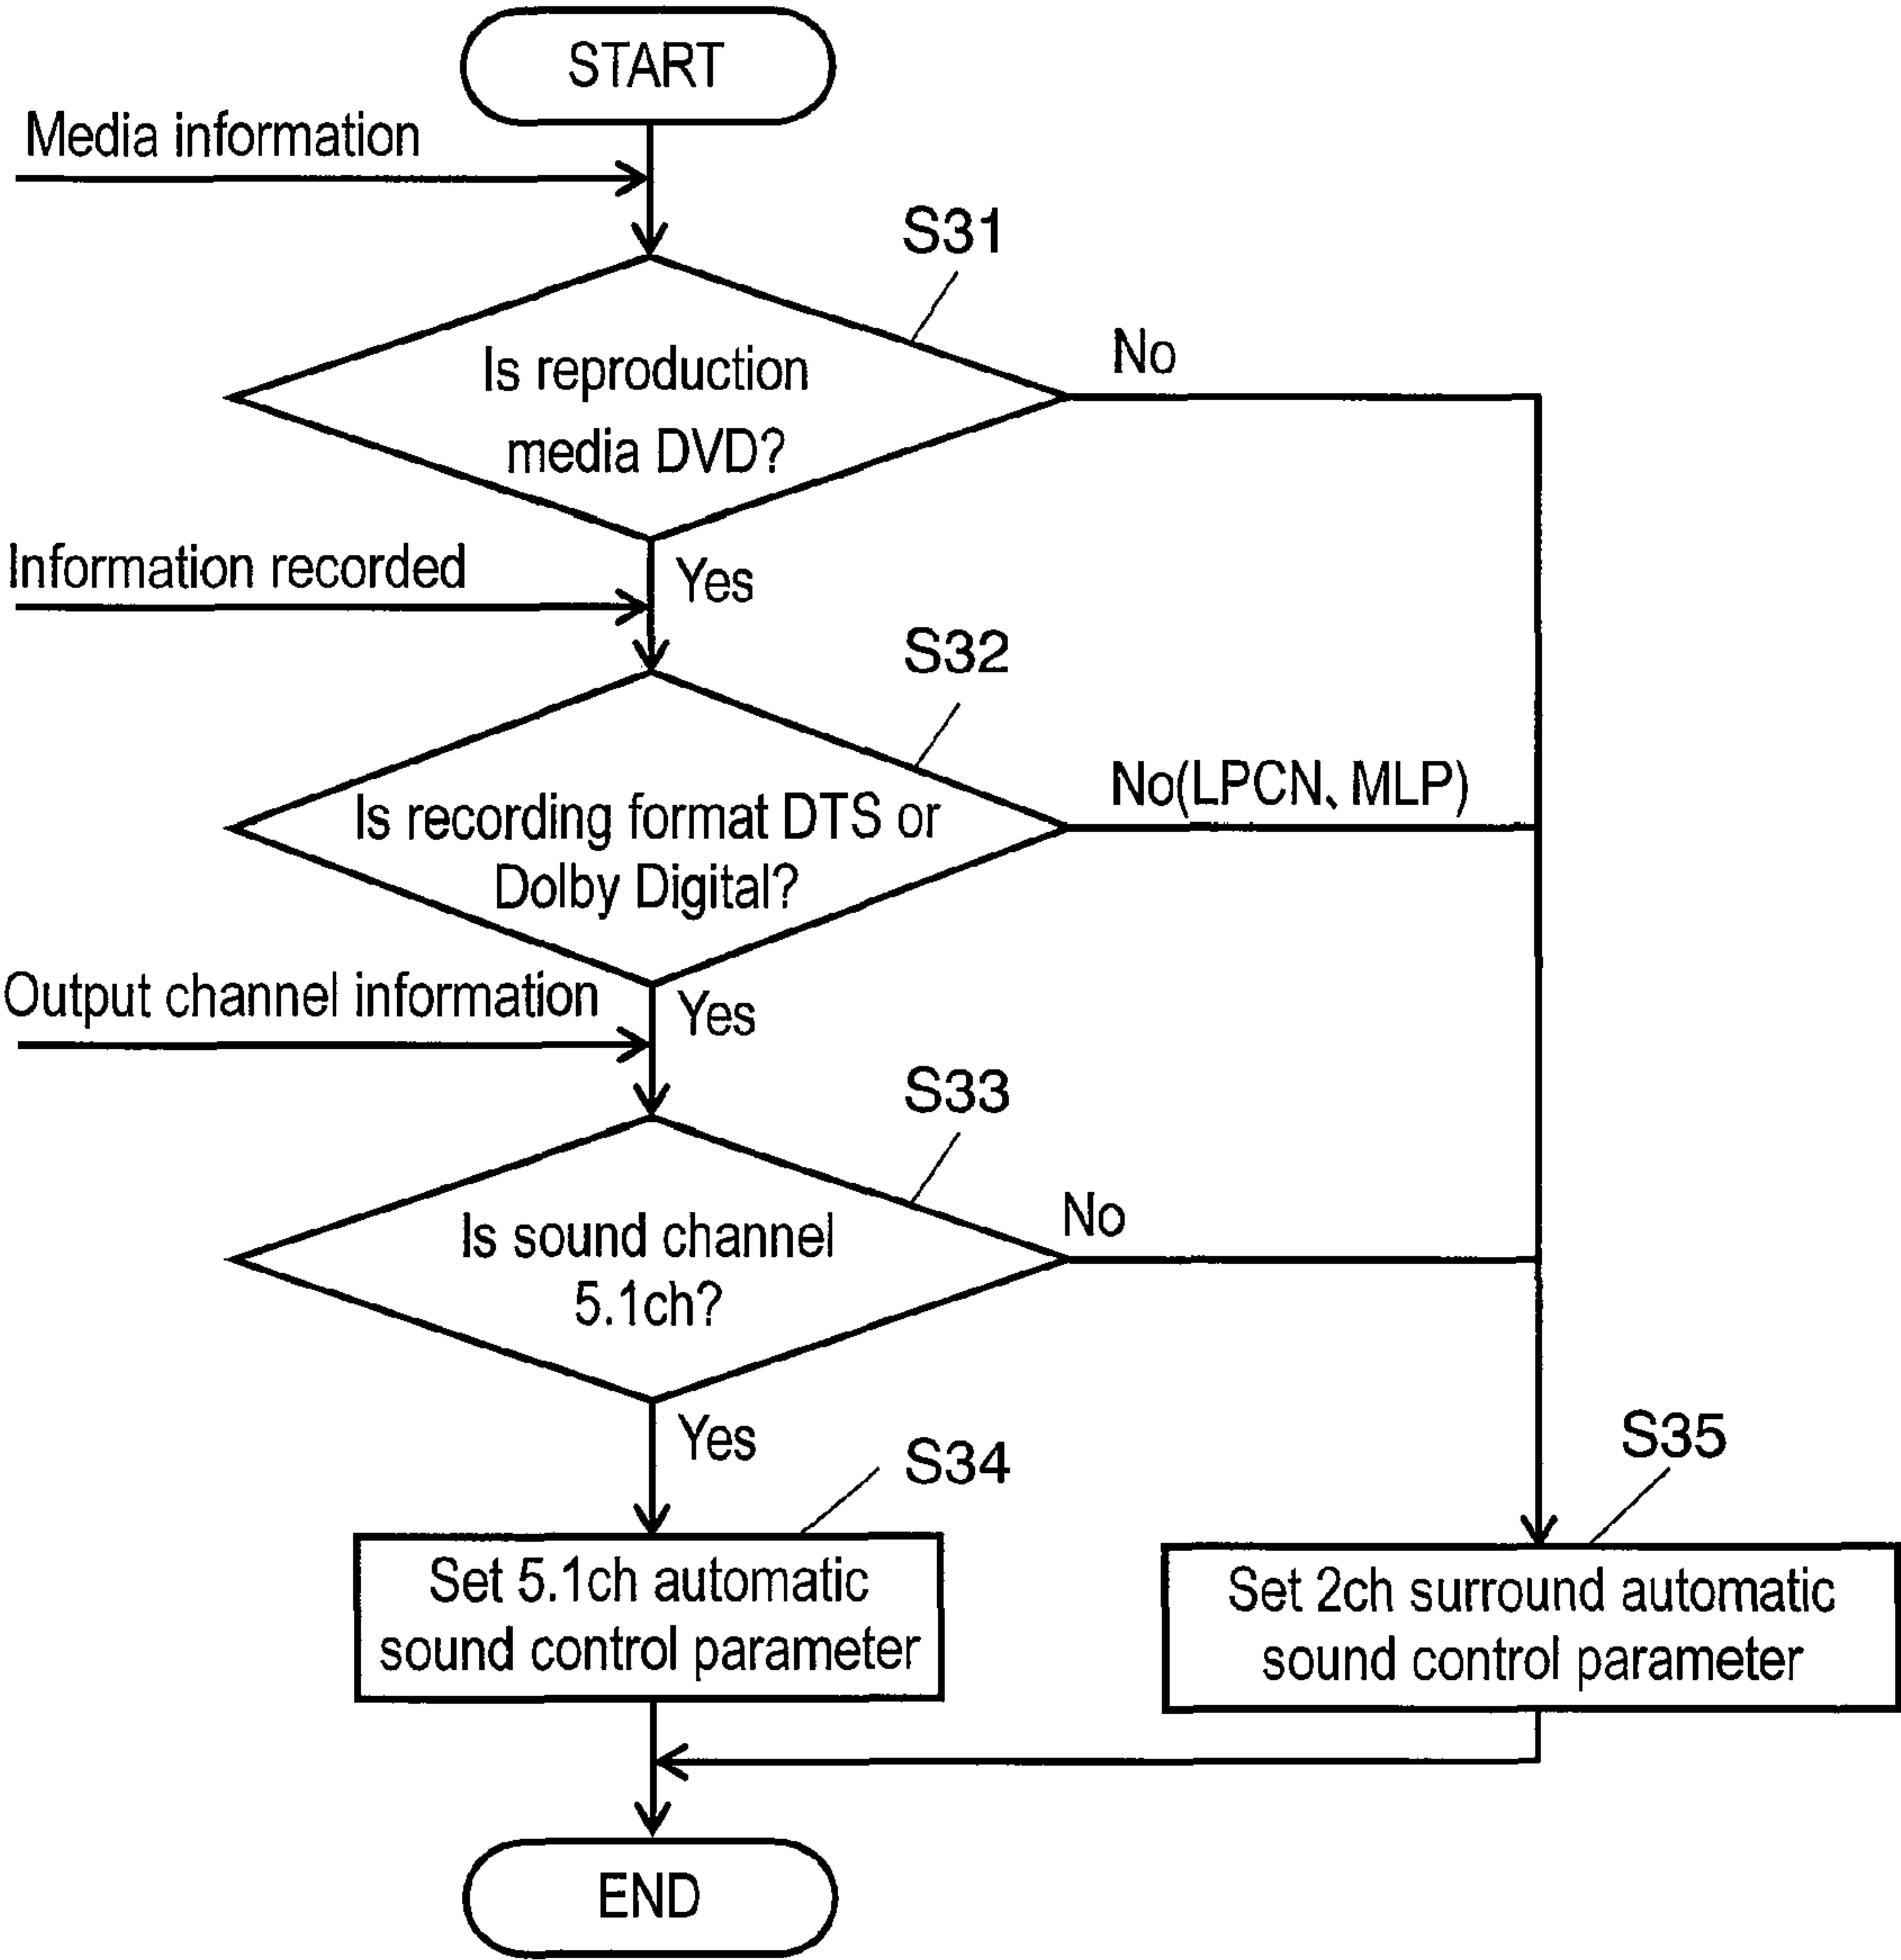 START
Media information
S31
Is reproduction
media DVD?
No
Information recorded
Yes
S32
Is recording format DTS or
Dolby Digital?
No(LPCN、MLP)
Output channel information
Yes
S33
Is sound channel
5.1ch?
No
Yes
S34
S35
Set 5.1ch automatic
sound control parameter
Set 2ch surround automatic
sound control parameter
END